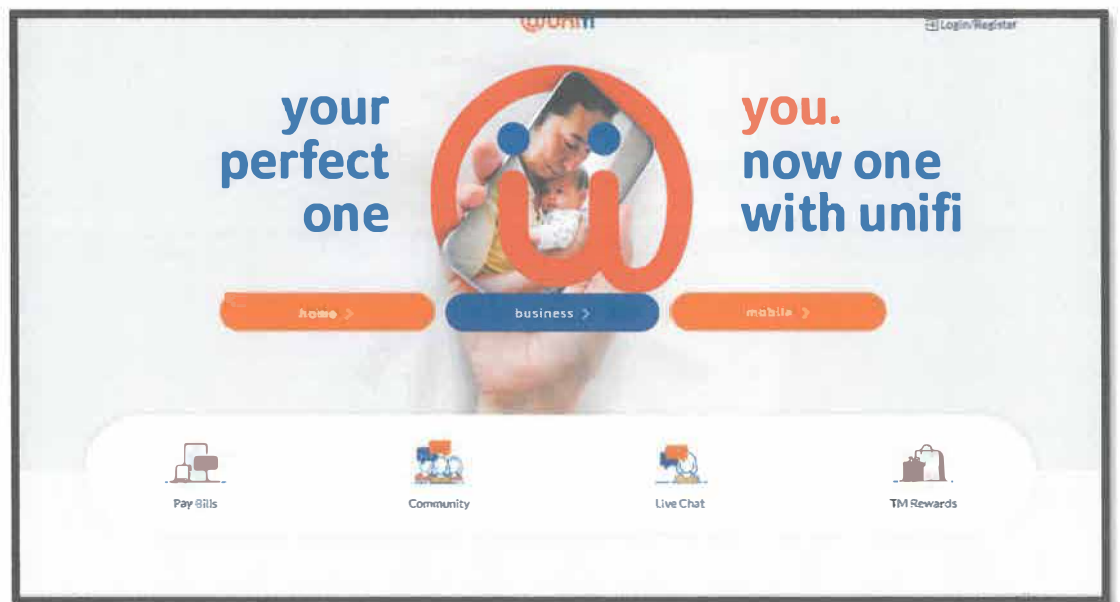 unifi
Login/Register
your
perfect
one
you.
now one
with unifi
home
business
mobile
Pay Bills
Community
Live Chat
TM Rewards